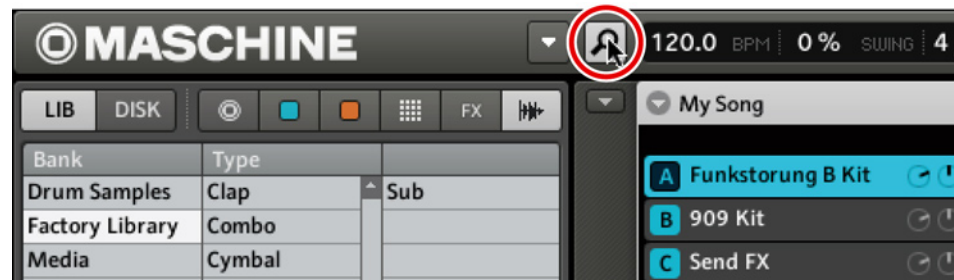 MASCHINE
120.0 BPM 0% SWING 4
LIB DISK FX
My Song
Bank Type
Drum Samples Clap Sub
A Funkstorung B Kit
Factory Library Combo
B 909 Kit
Media Cymbal
C Send FX